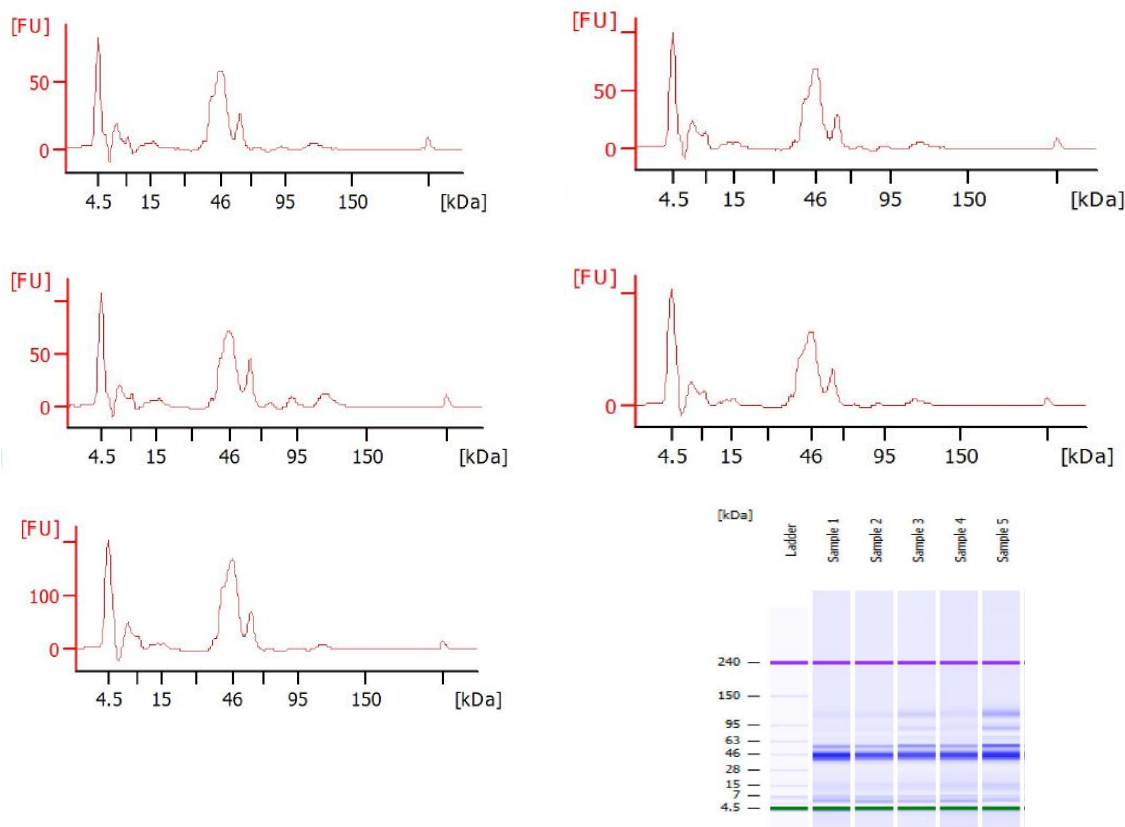 [FU]
50
0
4.5 15 46 95 150 [kDa]
[FU]
50
0
4.5 15 46 95 150 [kDa]
[FU]
50
0
4.5 15 46 95 150 [kDa]
[FU]
0
4.5 15 46 95 150 [kDa]
[FU]
100
0
4.5 15 46 95 150 [kDa]
[kDa]
Ladder
Sample 1
Sample 2
Sample 3
Sample 4
Sample 5
240
150
95
63
46
28
15
7
4.5